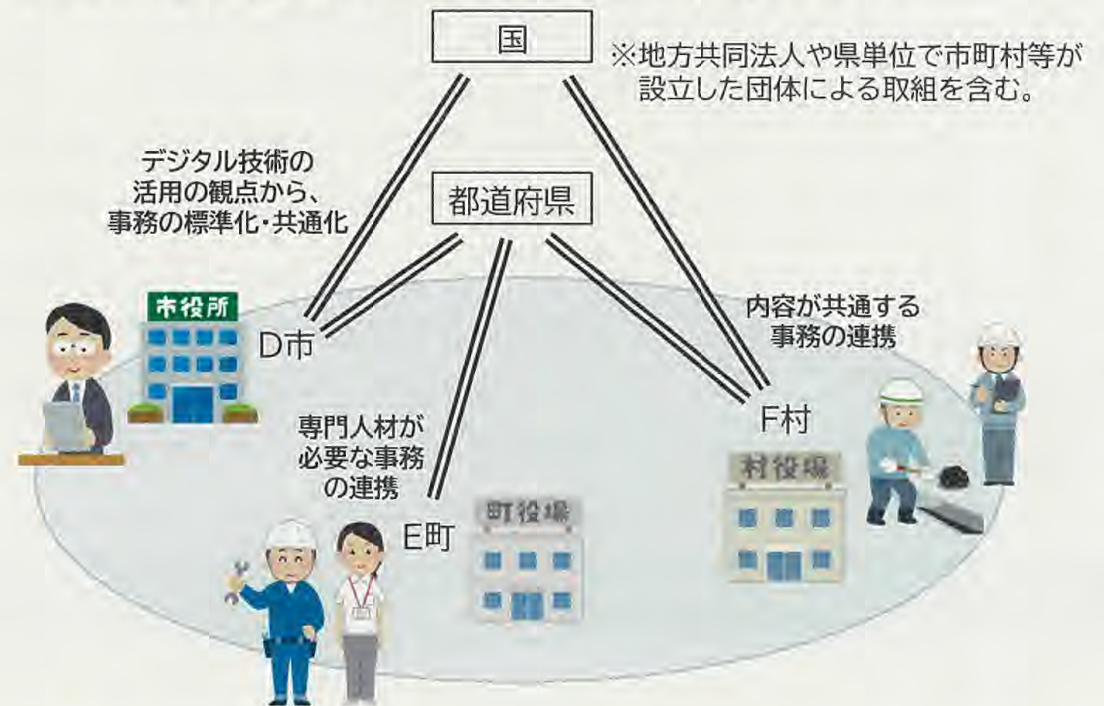 国
※地方共同法人や県単位で市町村等が
設立した団体による取組を含む。
デジタル技術の
活用の観点から、
事務の標準化・共通化
都道府県
市役所
D市
内容が共通する
事務の連携
F村
村役場
専門人材が
必要な事務
の連携
E町
町役場